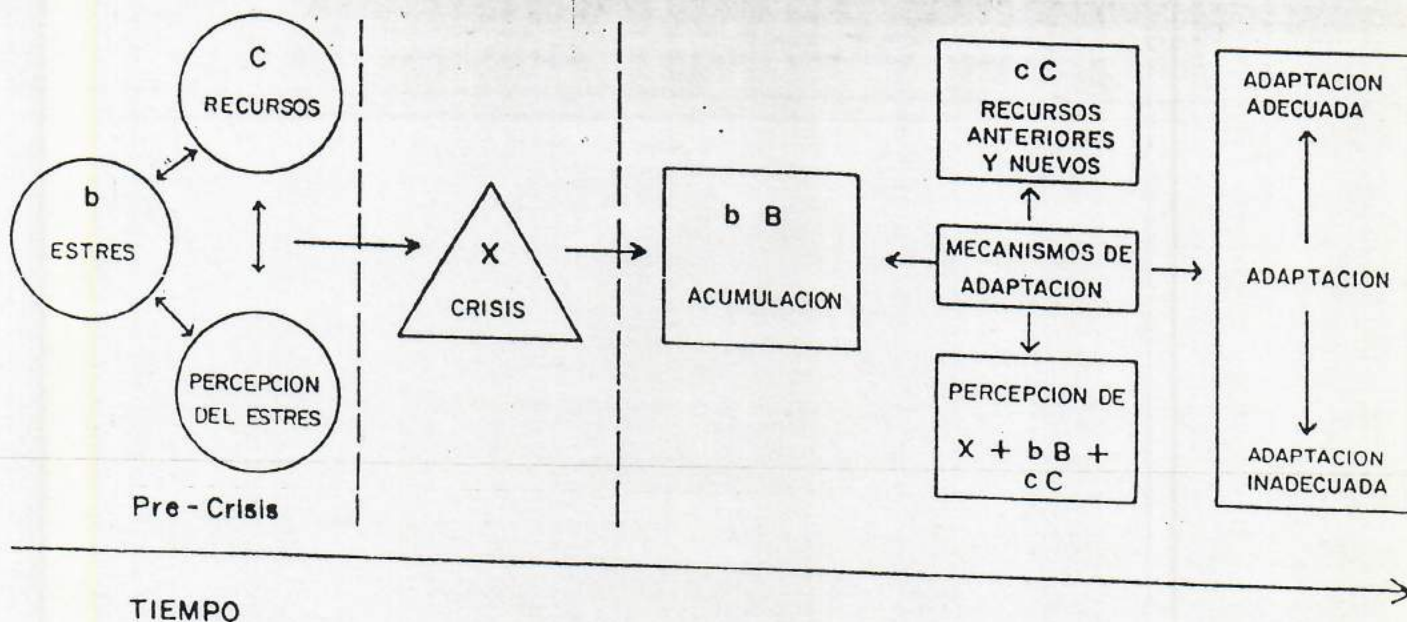 C
RECURSOS
b
ESTRES
PERCEPCION
DEL ESTRES
Pre - Crisis
X
CRISIS
b B
ACUMULACION
c C
RECURSOS
ANTERIORES
Y NUEVOS
MECANISMOS DE
ADAPTACION
PERCEPCION DE
X + b B +
c C
ADAPTACION
ADECUADA
ADAPTACION
ADAPTACION
INADECUADA
TIEMPO